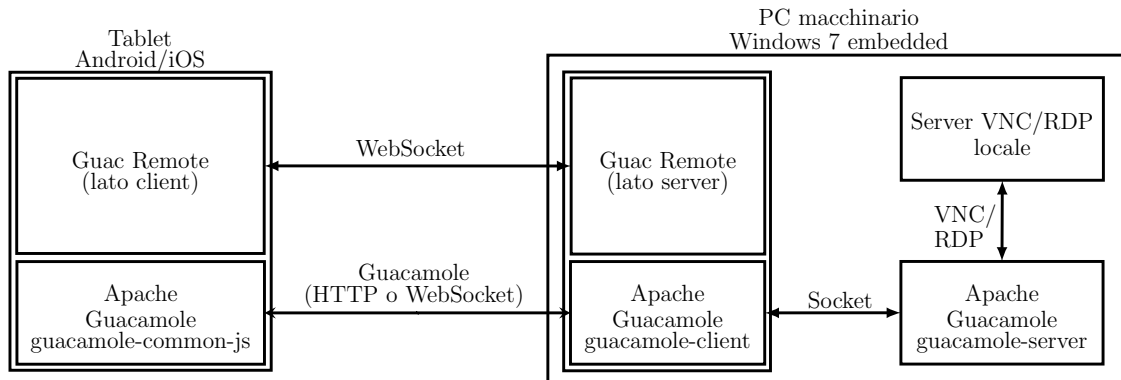 Tablet
Android/iOS
PC macchinario
Windows 7 embedded
Guac Remote
(lato client)
WebSocket
Guac Remote
(lato server)
Server VNC/RDP
locale
VNC/
RDP
Apache
Guacamole
guacamole-common-js
Guacamole
(HTTP o WebSocket)
Apache
Guacamole
guacamole-client
Socket
Apache
Guacamole
guacamole-server